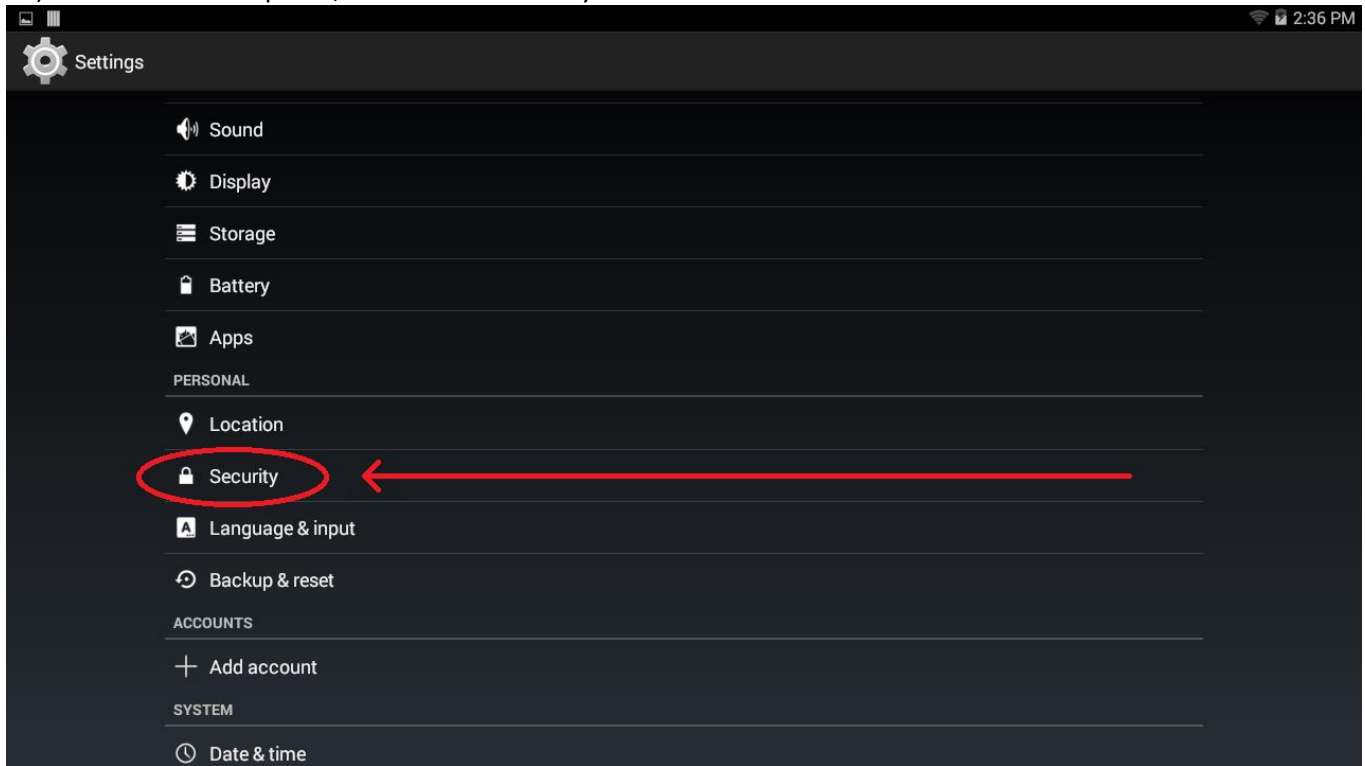 2:36 PM
Settings
Sound
Display
Storage
Battery
Apps
PERSONAL
Location
Security
Language & input
Backup & reset
ACCOUNTS
Add account
SYSTEM
Date & time